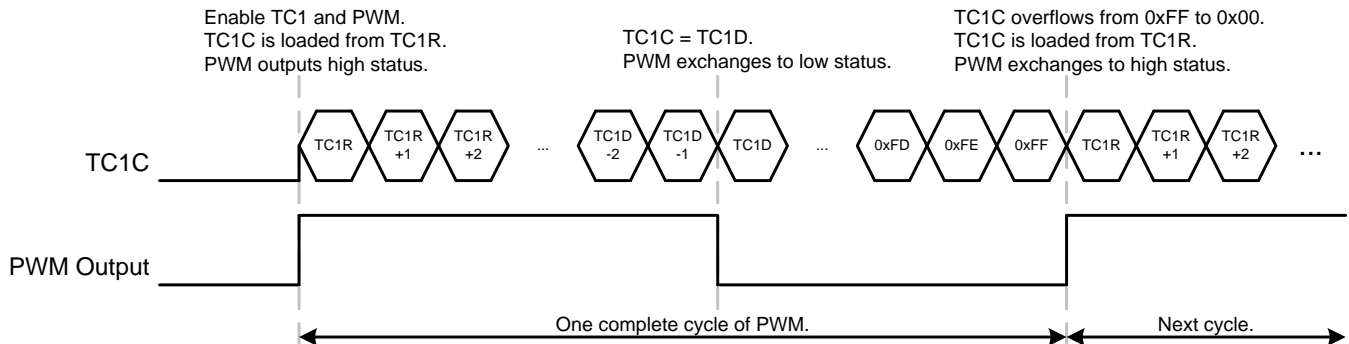 Enable TC1 and PWM.
TC1C is loaded from TC1R.
PWM outputs high status.
TC1C = TC1D.
PWM exchanges to low status.
TC1C overflows from 0xFF to 0x00.
TC1C is loaded from TC1R.
PWM exchanges to high status.
TC1C
TC1R
TC1R
+1
TC1R
+2
...
TC1D
-2
TC1D
-1
TC1D
...
0xFD
0xFE
0xFF
TC1R
TC1R
+1
TC1R
+2
...
PWM Output
One complete cycle of PWM.
Next cycle.